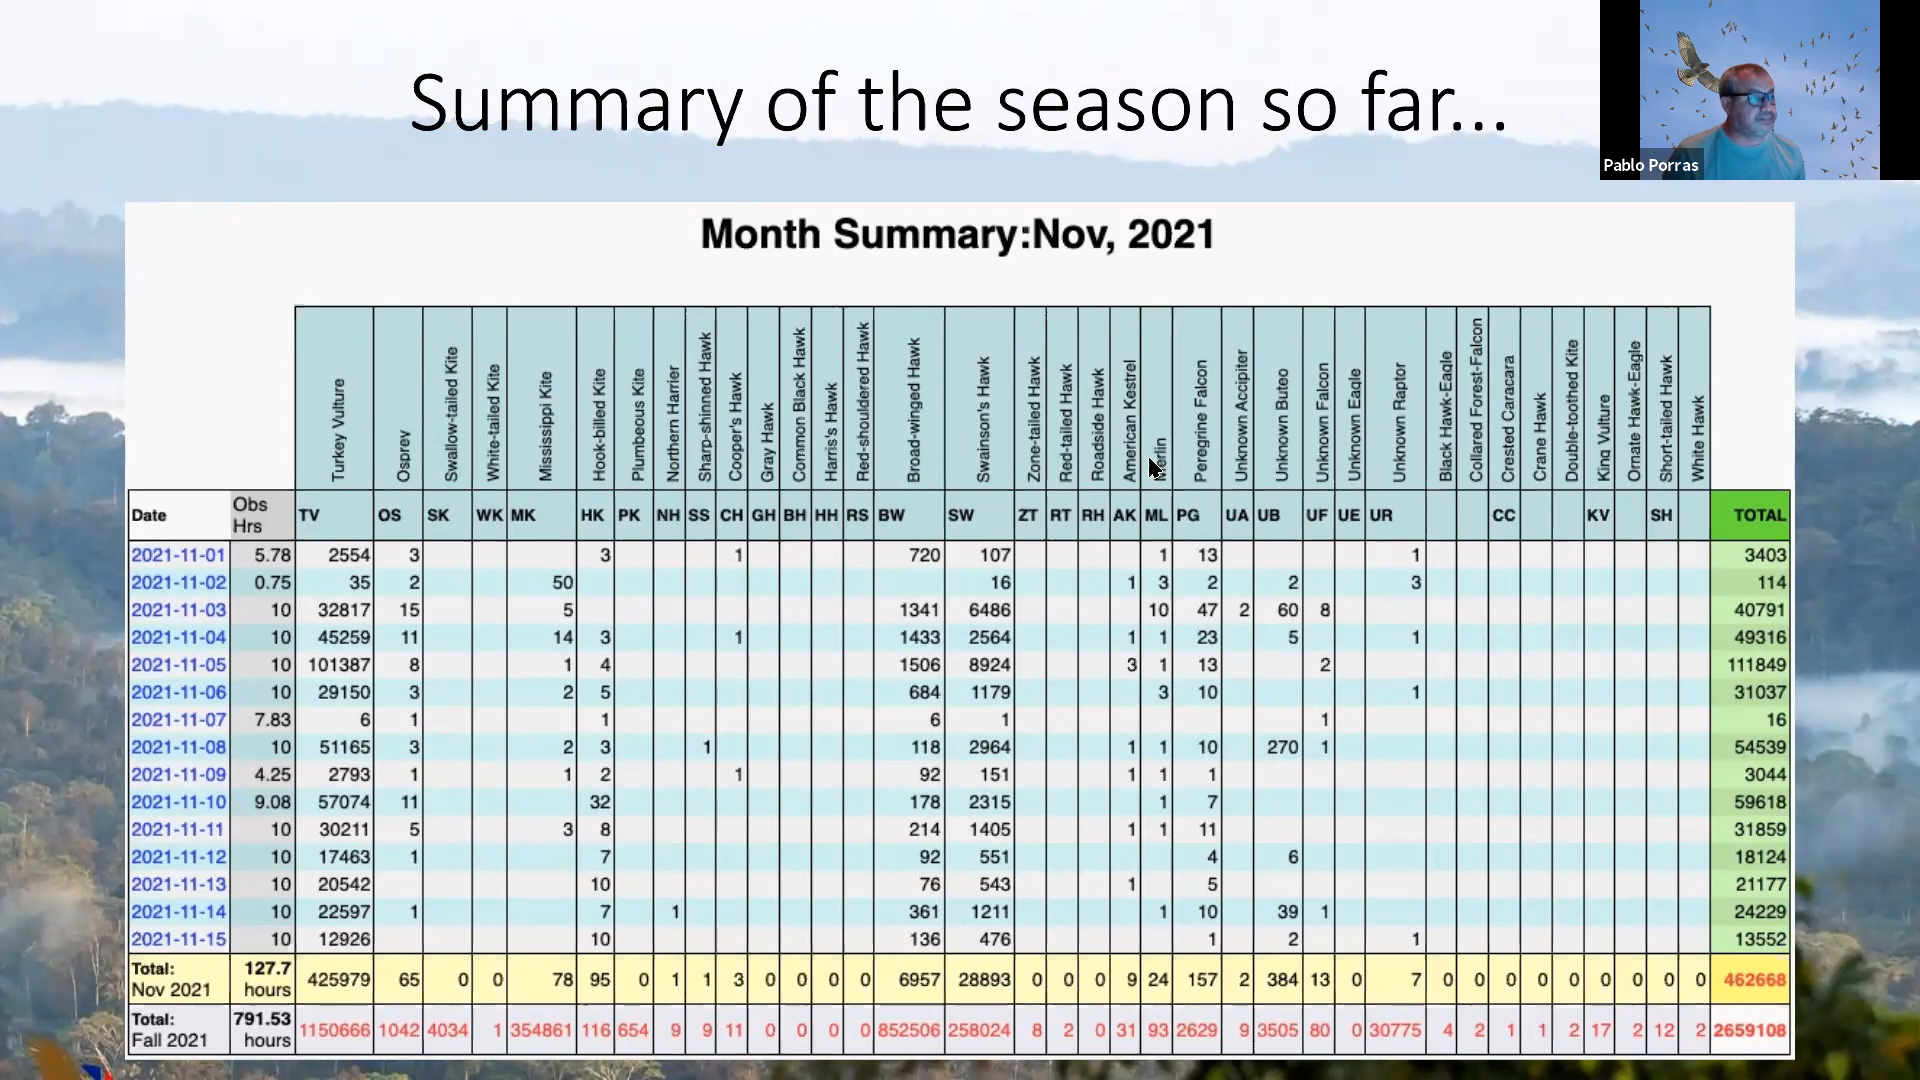 Summary of the season so far...
Pablo Porras
Month Summary:Nov, 2021
Turkey Vulture Osprey Swallow-tailed Kite White-tailed Kite Mississippi Kite Hook-billed Kite Plumbeous Kite Northern Harrier Sharp-shinned Hawk Cooper's Hawk Gray Hawk Common Black Hawk Harris's Hawk Red-shouldered Hawk Broad-winged Hawk Swainson's Hawk Zone-tailed Hawk Red-tailed Hawk Roadside Hawk American Kestrel Merlin Peregrine Falcon Unknown Accipiter Unknown Buteo Unknown Falcon Unknown Eagle Unknown Raptor Black Hawk-Eagle Collared Forest-Falcon Crested Caracara Crane Hawk Double-toothed Kite King Vulture Ornate Hawk-Eagle Short-tailed Hawk White Hawk
Date Obs Hrs TV OS SK WK MK HK PK NH SS CH GH BH HH RS BW SW ZT RT RH AK ML PG UA UB UF UE UR CC KV SH TOTAL
2021-11-01 5.78 2554 3 3 1 720 107 1 13 1 3403
2021-11-02 0.75 35 2 50 16 1 3 2 2 3 114
2021-11-03 10 32817 15 5 1341 6486 10 47 2 60 8 40791
2021-11-04 10 45259 11 14 3 1 1433 2564 1 1 23 5 1 49316
2021-11-05 10 101387 8 1 4 1506 8924 3 1 13 2 111849
2021-11-06 10 29150 3 2 5 684 1179 3 10 1 31037
2021-11-07 7.83 6 1 1 6 1 1 16
2021-11-08 10 51165 3 2 3 1 118 2964 1 1 10 270 1 54539
2021-11-09 4.25 2793 1 1 2 1 92 151 1 1 1 3044
2021-11-10 9.08 57074 11 32 178 2315 1 7 59618
2021-11-11 10 30211 5 3 8 214 1405 1 1 11 31859
2021-11-12 10 17463 1 7 92 551 4 6 18124
2021-11-13 10 20542 10 76 543 1 5 21177
2021-11-14 10 22597 1 7 1 361 1211 1 10 39 1 24229
2021-11-15 10 12926 10 136 476 1 2 1 13552
Total: Nov 2021 127.7 hours 425979 65 0 0 78 95 0 1 1 3 0 0 0 0 6957 28893 0 0 0 9 24 157 2 384 13 0 7 0 0 0 0 0 0 0 0 0 462668
Total: Fall 2021 791.53 hours 1150666 1042 4034 1 354861 116 654 9 9 11 0 0 0 0 852506 258024 8 2 0 31 93 2629 9 3505 80 0 30775 4 2 1 1 2 17 2 12 2 2659108